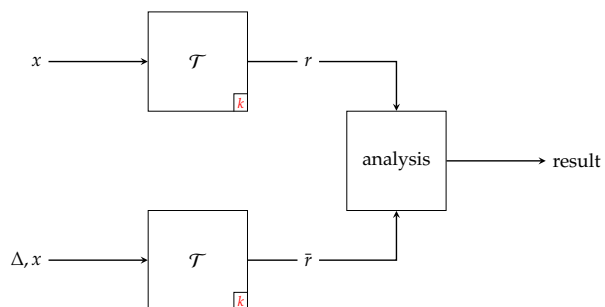 x 𝒯 r
k
analysis result
Δ, x 𝒯 r̄
k